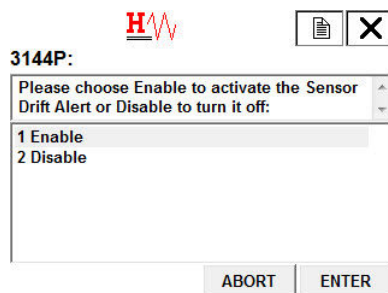 H
3144P:
Please choose Enable to activate the Sensor
Drift Alert or Disable to turn it off:
1 Enable
2 Disable
ABORT ENTER